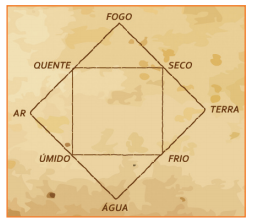 FOGO
QUENTE SECO
AR TERRA
ÚMIDO FRIO
ÁGUA